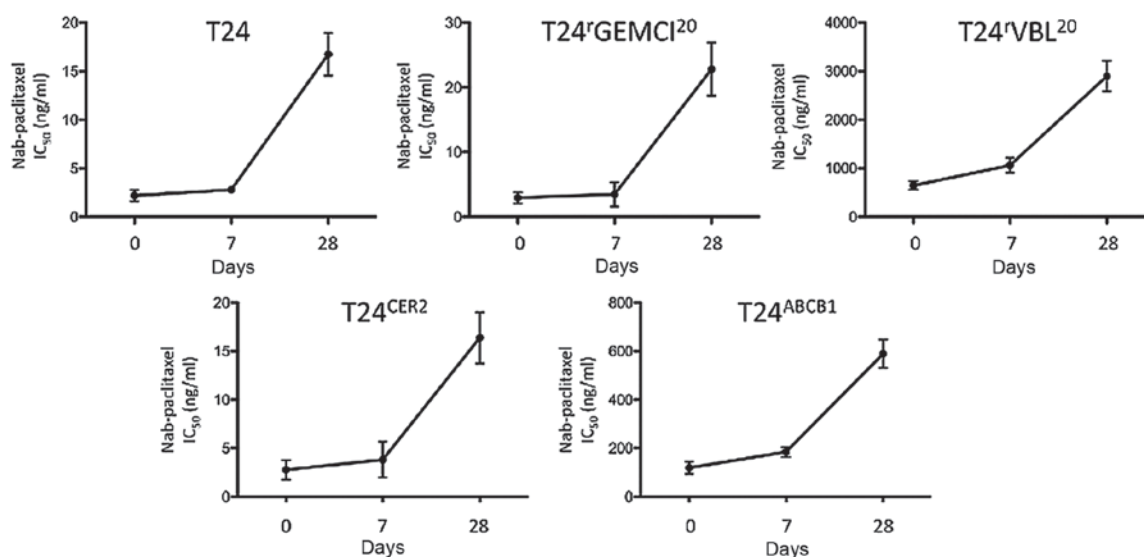 T24
Nab-paclitaxel
IC₅₀ (ng/ml)
20
15
10
5
0
0 7 28
Days
T24ʳGEMCI²⁰
Nab-paclitaxel
IC₅₀ (ng/ml)
30
20
10
0
0 7 28
Days
T24ʳVBL²⁰
Nab-paclitaxel
IC₅₀ (ng/ml)
4000
3000
2000
1000
0
0 7 28
Days
T24ᶜᴱᴿ²
Nab-paclitaxel
IC₅₀ (ng/ml)
20
15
10
5
0
0 7 28
Days
T24ᴬᴮᶜᴮ¹
Nab-paclitaxel
IC₅₀ (ng/ml)
800
600
400
200
0
0 7 28
Days